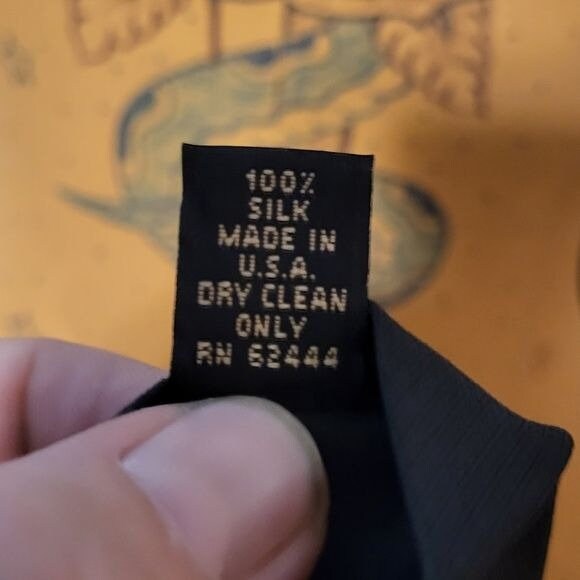 100%
SILK
MADE IN
U.S.A.
DRY CLEAN
ONLY
RN 62444